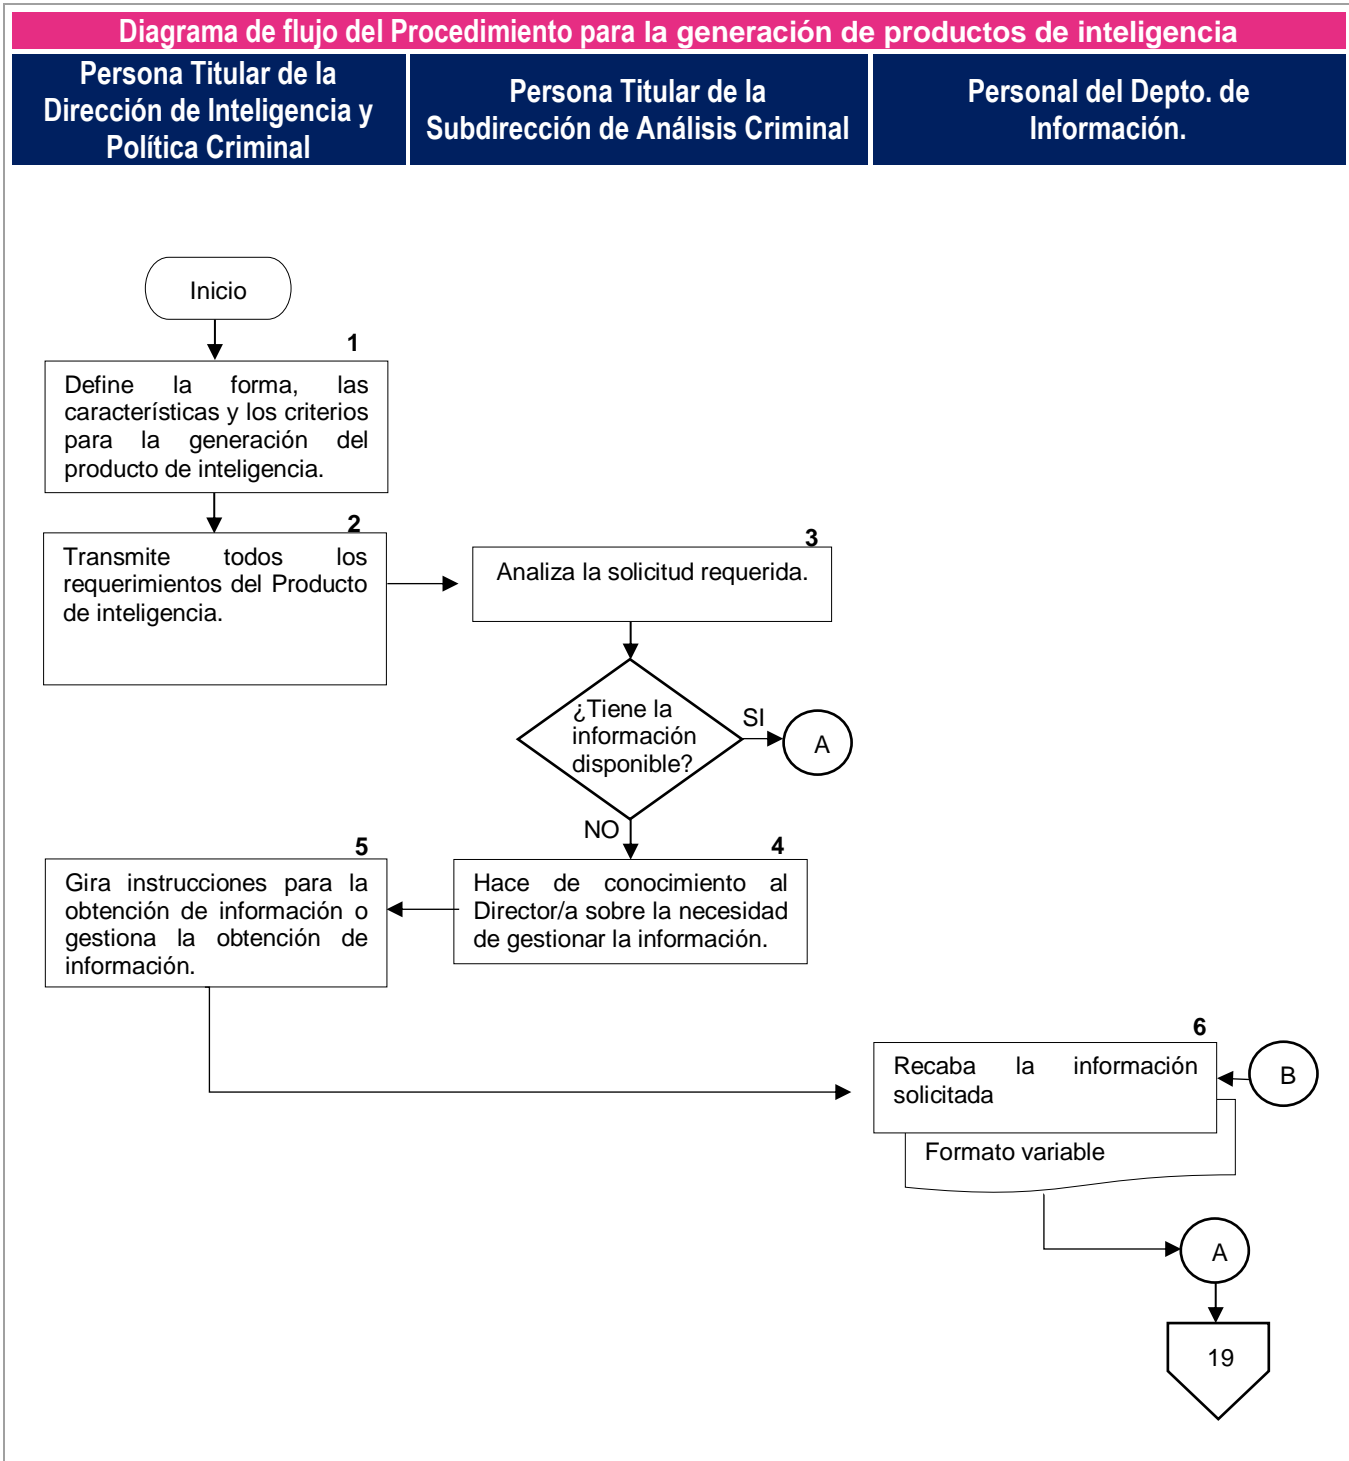 Diagrama de flujo del Procedimiento para la generación de productos de inteligencia
Persona Titular de la
Dirección de Inteligencia y
Política Criminal
Persona Titular de la
Subdirección de Análisis Criminal
Personal del Depto. de
Información.
Inicio
1
Define la forma, las
características y los criterios
para la generación del
producto de inteligencia.
2
Transmite todos los
requerimientos del Producto
de inteligencia.
3
Analiza la solicitud requerida.
¿Tiene la
información
disponible?
SI
A
NO
4
Hace de conocimiento al
Director/a sobre la necesidad
de gestionar la información.
5
Gira instrucciones para la
obtención de información o
gestiona la obtención de
información.
6
Recaba la información
solicitada
B
Formato variable
A
19